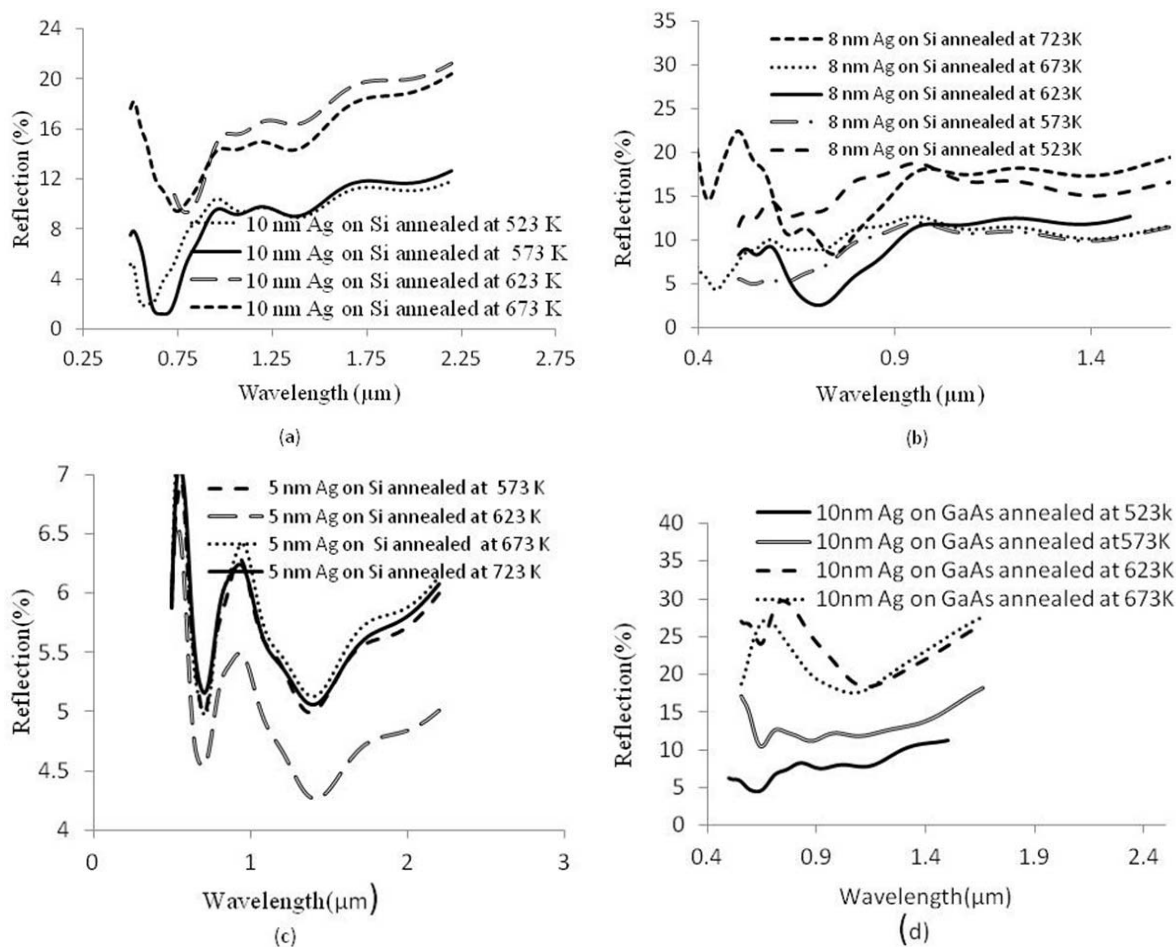 24
20
16
12
8
4
0
Reflection (%)
10 nm Ag on Si annealed at 523 K
10 nm Ag on Si annealed at 573 K
10 nm Ag on Si annealed at 623 K
10 nm Ag on Si annealed at 673 K
0.25 0.75 1.25 1.75 2.25 2.75
Wavelength (μm)
(a)
35
30
25
20
15
10
5
0
Reflection(%)
8 nm Ag on Si annealed at 723K
8 nm Ag on Si annealed at 673K
8 nm Ag on Si annealed at 623K
8 nm Ag on Si annealed at 573K
8 nm Ag on Si annealed at 523K
0.4 0.9 1.4
Wavelength (μm)
(b)
7
6.5
6
5.5
5
4.5
4
Reflection(%)
5 nm Ag on Si annealed at 573 K
5 nm Ag on Si annealed at 623 K
5 nm Ag on Si annealed at 673 K
5 nm Ag on Si annealed at 723 K
0 1 2 3
Wavelength(μm)
(c)
40
35
30
25
20
15
10
5
0
Reflection(%)
10nm Ag on GaAs annealed at 523k
10nm Ag on GaAs annealed at573K
10nm Ag on GaAs annealed at 623K
10nm Ag on GaAs annealed at 673K
0.4 0.9 1.4 1.9 2.4
Wavelength(μm)
(d)